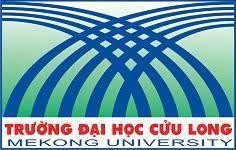 TRƯỜNG ĐẠI HỌC CỬU LONG
MEKONG UNIVERSITY